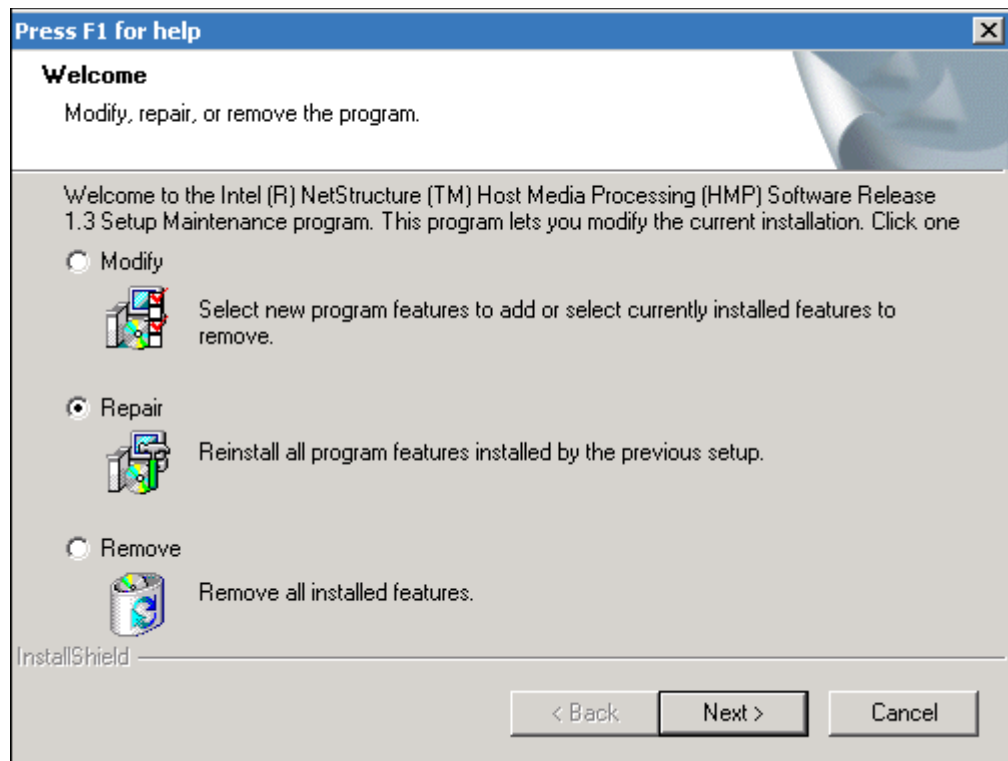 Press F1 for help
Welcome
Modify, repair, or remove the program.
Welcome to the Intel (R) NetStructure (TM) Host Media Processing (HMP) Software Release
1.3 Setup Maintenance program. This program lets you modify the current installation. Click one
Modify
Select new program features to add or select currently installed features to
remove.
Repair
Reinstall all program features installed by the previous setup.
Remove
Remove all installed features.
InstallShield
< Back
Next >
Cancel